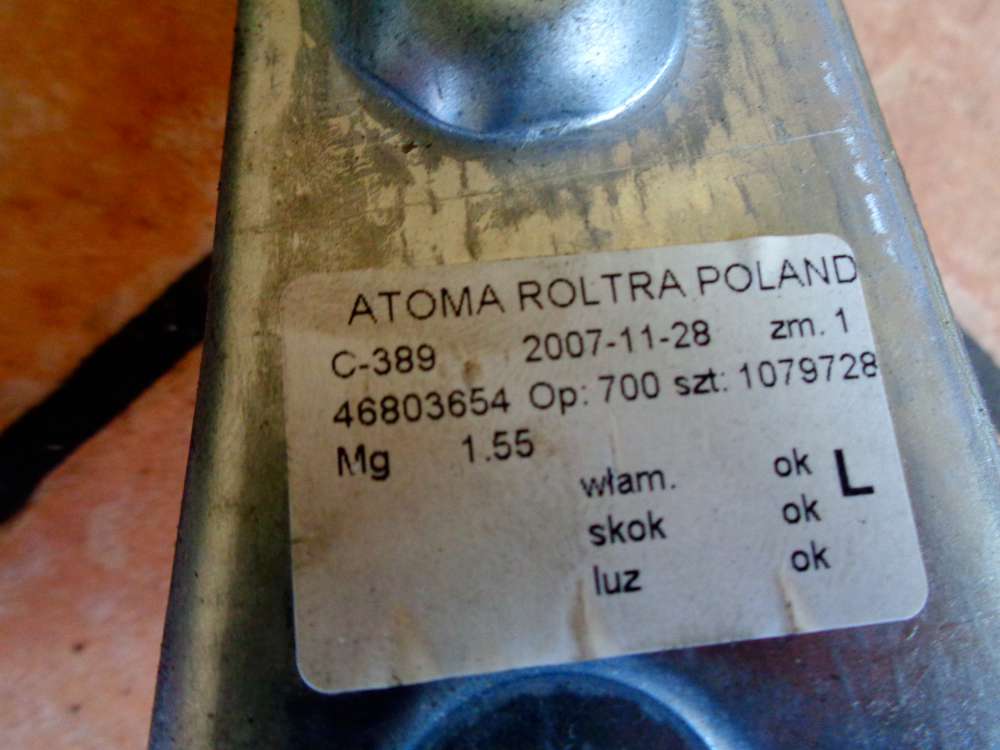 ATOMA ROLTRA POLAND
C-389 2007-11-28 zm. 1
46803654 Op: 700 szt: 1079728
Mg 1.55
włam. ok L
skok ok
luz ok